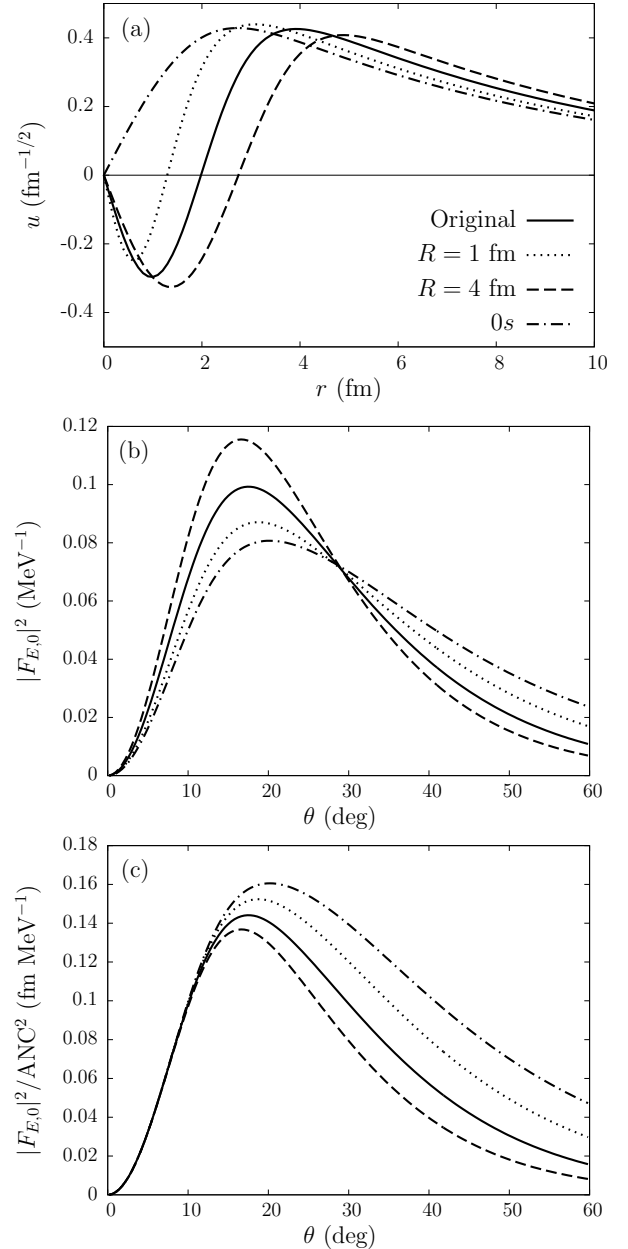 (a)
0.4
0.2
0
-0.2
-0.4
u (fm⁻¹/²)
Original
R = 1 fm
R = 4 fm
0s
0 2 4 6 8 10
r (fm)
(b)
0.12
0.1
0.08
0.06
0.04
0.02
0
|F_{E,0}|² (MeV⁻¹)
0 10 20 30 40 50 60
θ (deg)
(c)
0.18
0.16
0.14
0.12
0.1
0.08
0.06
0.04
0.02
0
|F_{E,0}|²/ANC² (fm MeV⁻¹)
0 10 20 30 40 50 60
θ (deg)